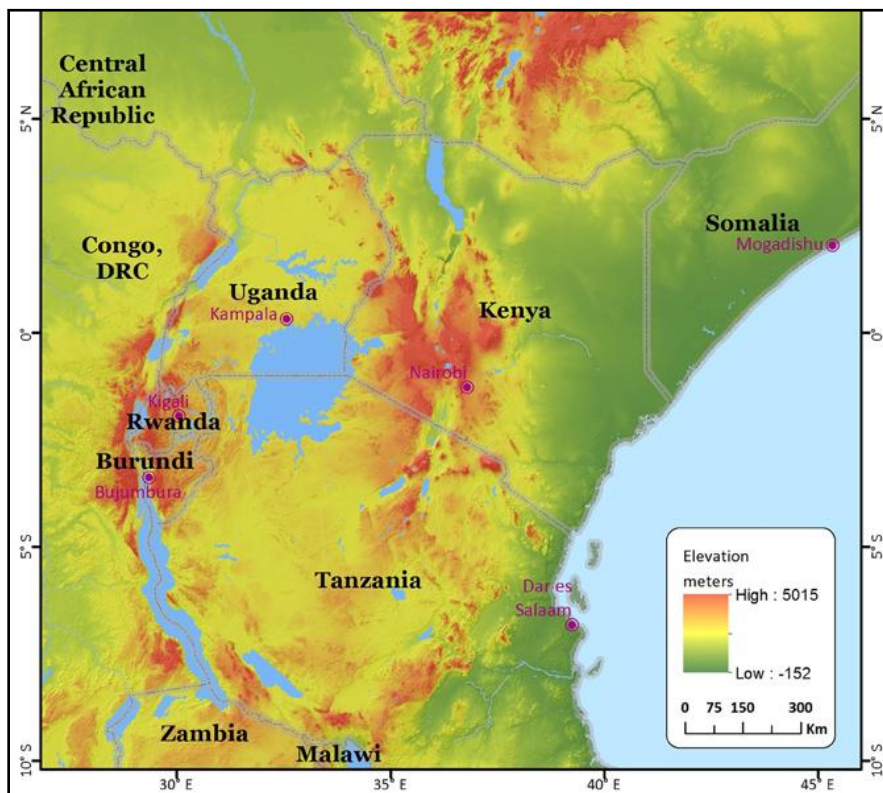 Central
African
Republic
5° N
Somalia
Mogadishu
Congo,
DRC
Uganda
Kampala
Kenya
0°
0°
Nairobi
Kigali
Rwanda
Burundi
Bujumbura
5° S
5° S
Tanzania
Dar es
Salaam
Elevation
meters
High : 5015
Low : -152
0 75 150 300
Km
Zambia
Malawi
10° S
10° S
30° E
35° E
40° E
45° E
5° N